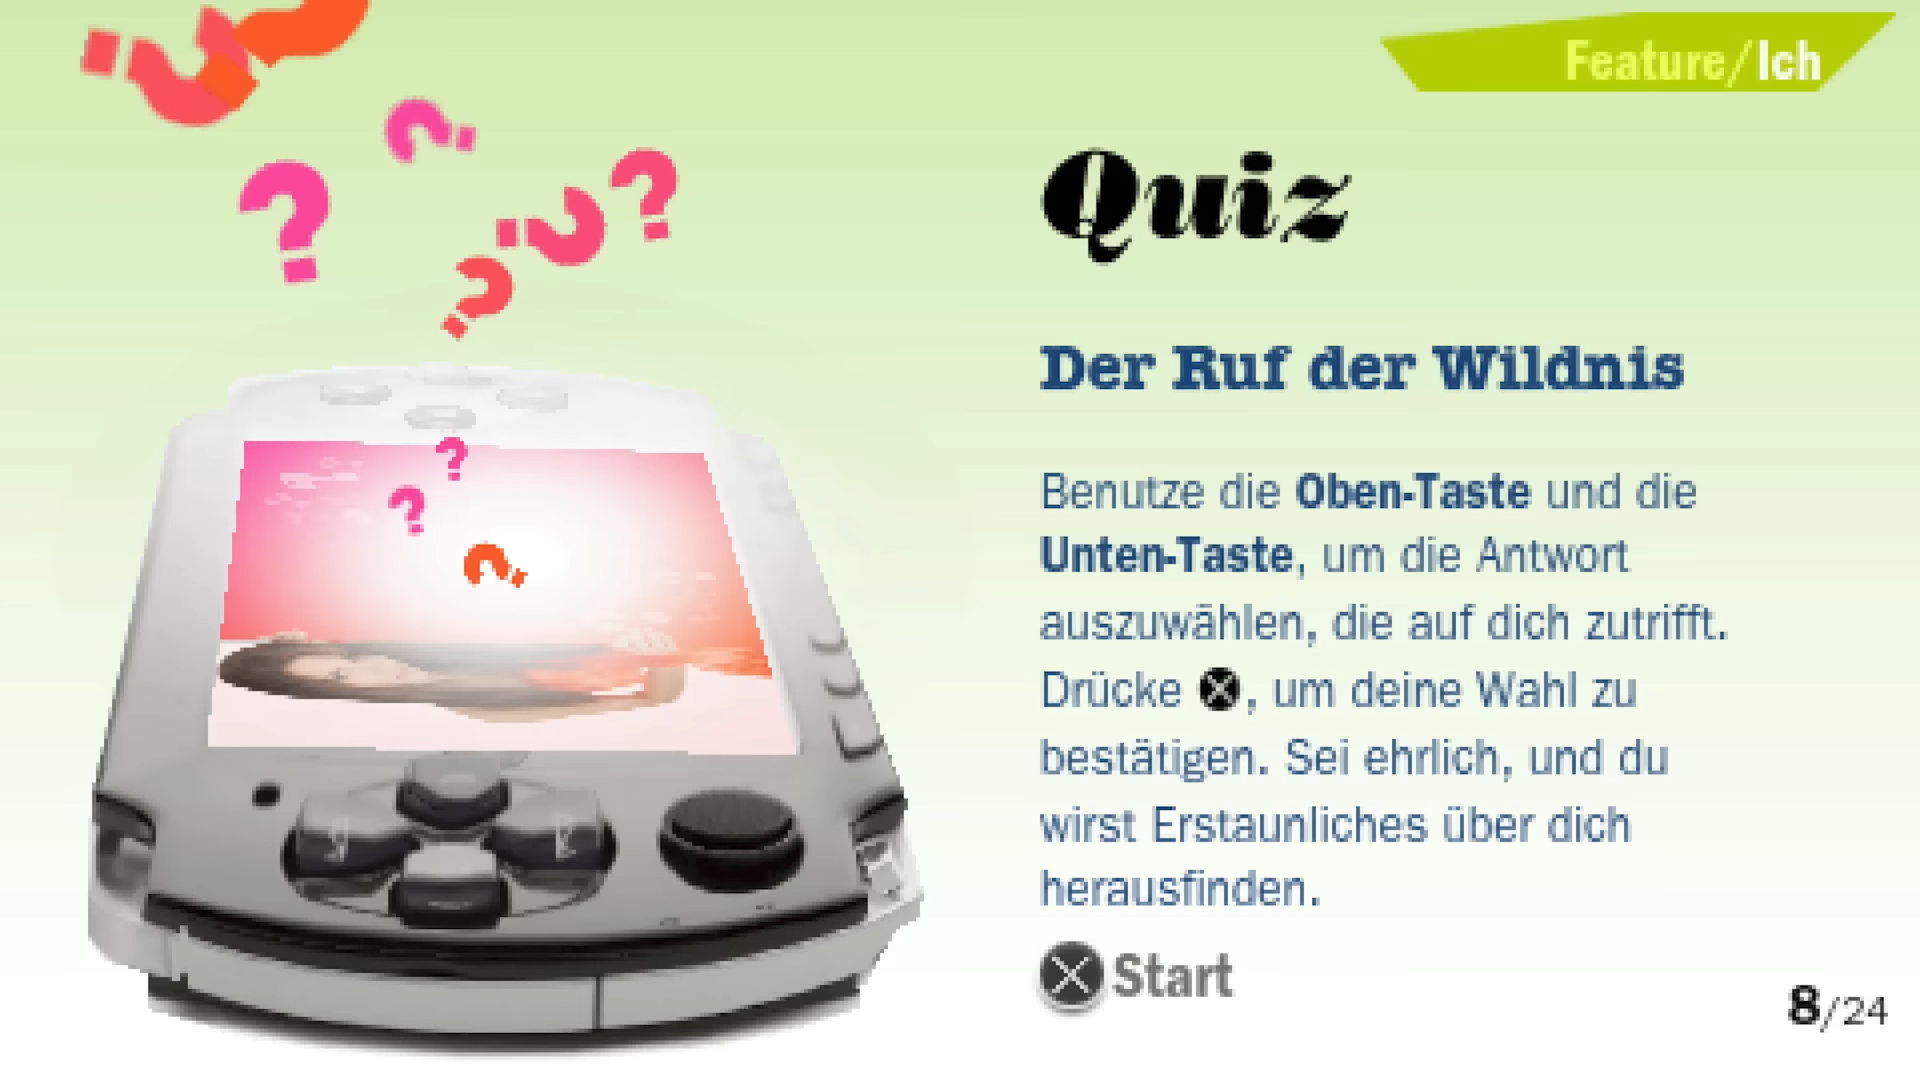 Feature/Ich
Quiz
Der Ruf der Wildnis
Benutze die Oben-Taste und die
Unten-Taste, um die Antwort
auszuwählen, die auf dich zutrifft.
Drücke ⓧ, um deine Wahl zu
bestätigen. Sei ehrlich, und du
wirst Erstaunliches über dich
herausfinden.
ⓧ Start
8/24